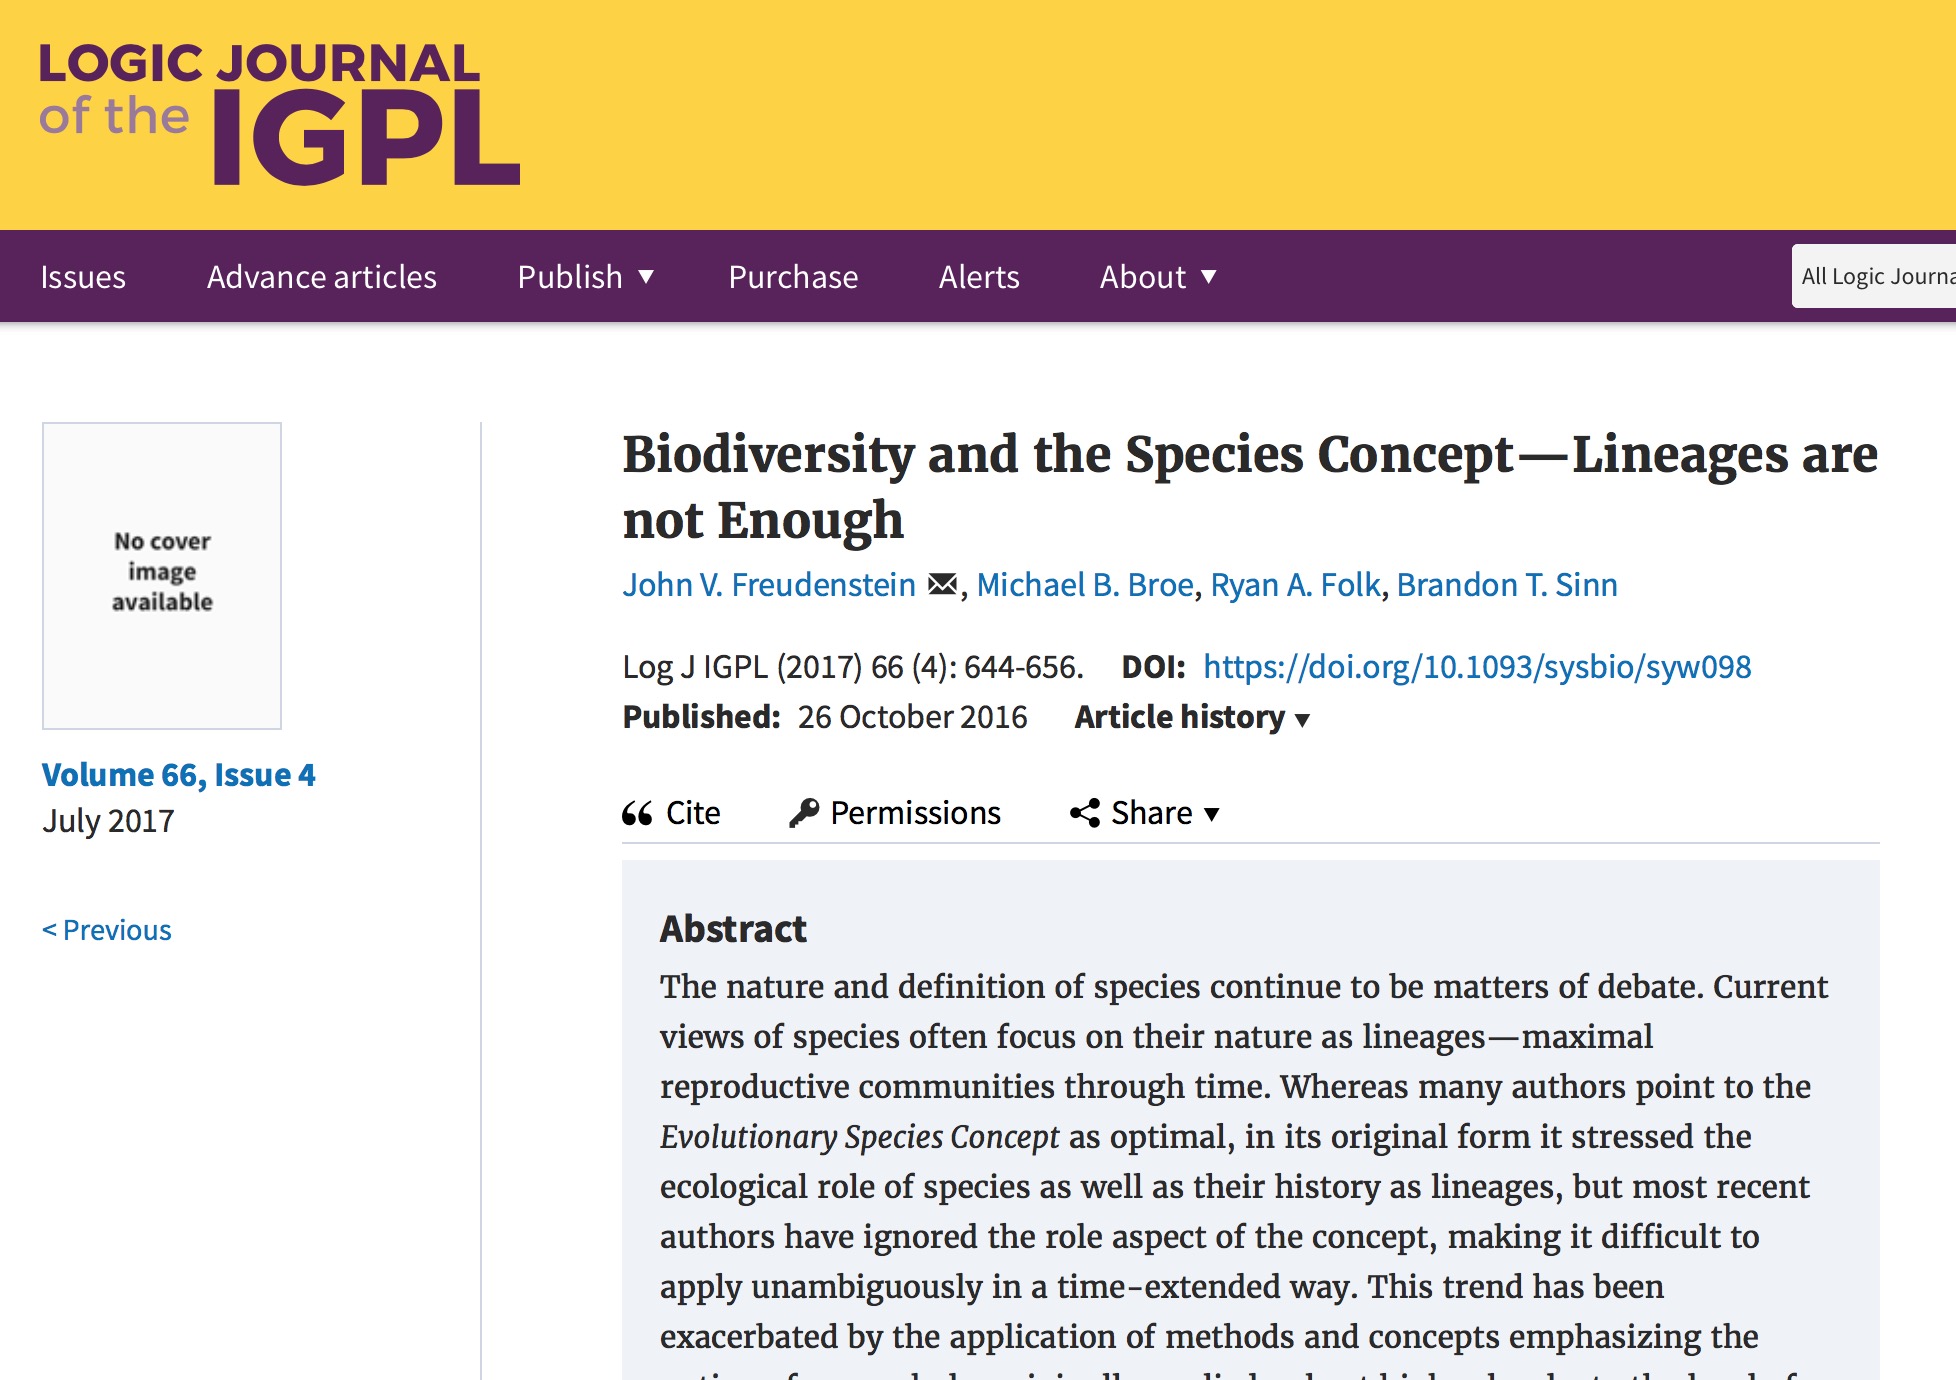 LOGIC JOURNAL
of the IGPL
Issues Advance articles Publish ▼ Purchase Alerts About ▼ All Logic Journa
No cover
image
available
Volume 66, Issue 4
July 2017
< Previous
Biodiversity and the Species Concept—Lineages are
not Enough
John V. Freudenstein ✉, Michael B. Broe, Ryan A. Folk, Brandon T. Sinn
Log J IGPL (2017) 66 (4): 644-656. DOI: https://doi.org/10.1093/sysbio/syw098
Published: 26 October 2016 Article history ▼
Cite Permissions Share ▼
Abstract
The nature and definition of species continue to be matters of debate. Current
views of species often focus on their nature as lineages—maximal
reproductive communities through time. Whereas many authors point to the
Evolutionary Species Concept as optimal, in its original form it stressed the
ecological role of species as well as their history as lineages, but most recent
authors have ignored the role aspect of the concept, making it difficult to
apply unambiguously in a time-extended way. This trend has been
exacerbated by the application of methods and concepts emphasizing the